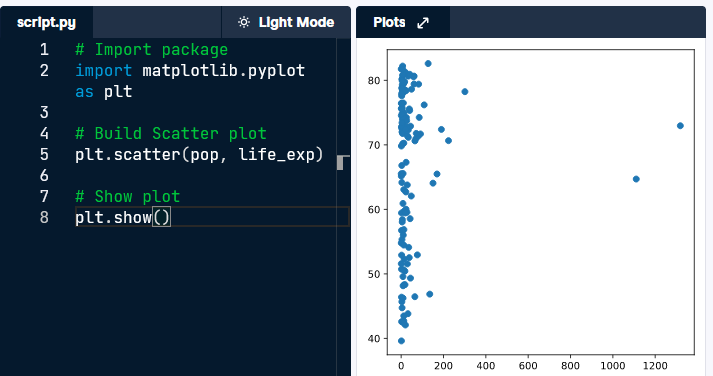 script.py
Light Mode
1 # Import package
2 import matplotlib.pyplot
as plt
3
4 # Build Scatter plot
5 plt.scatter(pop, life_exp)
6
7 # Show plot
8 plt.show()
Plots
80
70
60
50
40
0 200 400 600 800 1000 1200